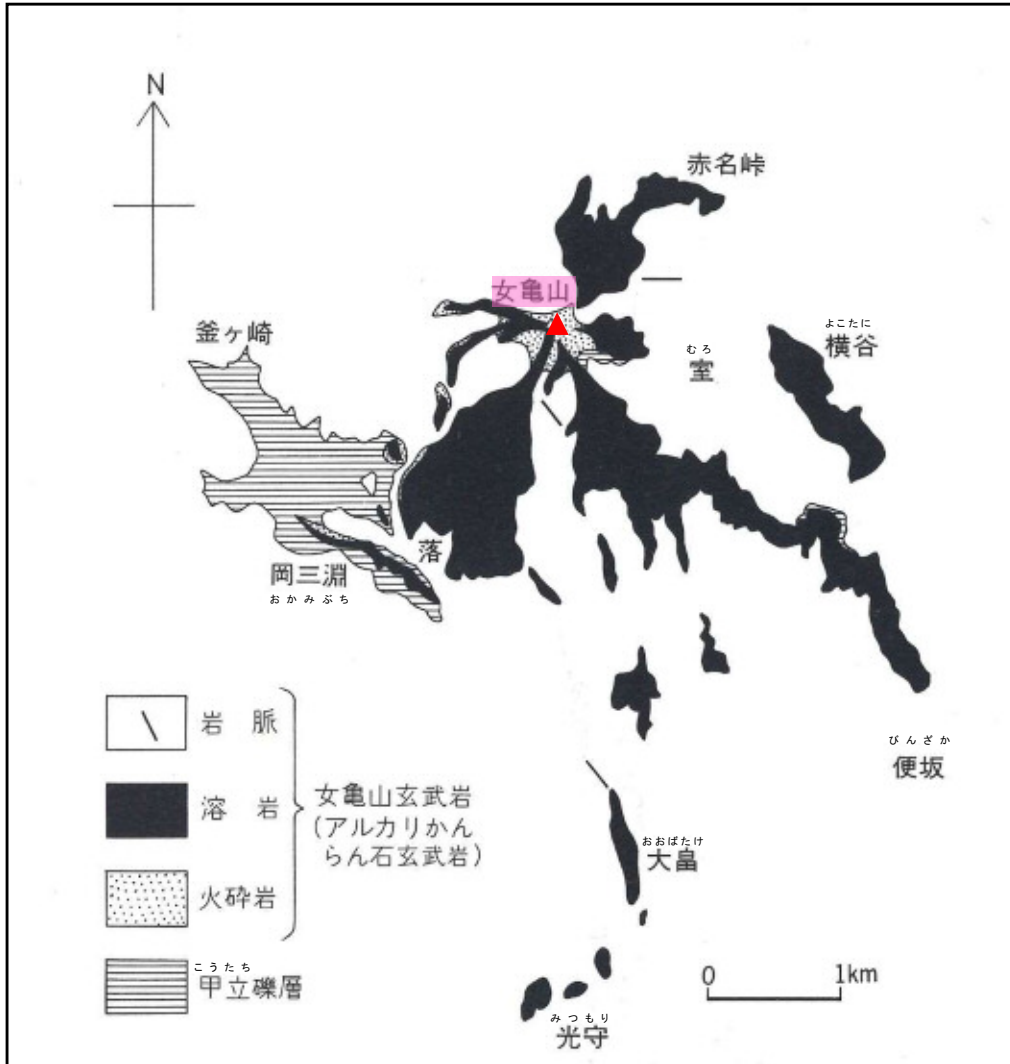 N
赤名峠
女亀山
釜ヶ崎
よこたに
横谷
むろ
室
落
岡三淵
おかみぶち
岩脈
溶岩
火砕岩
女亀山玄武岩
(アルカリかん
らん石玄武岩)
こうたち
甲立礫層
びんざか
便坂
おおばたけ
大畠
0 1km
みつもり
光守